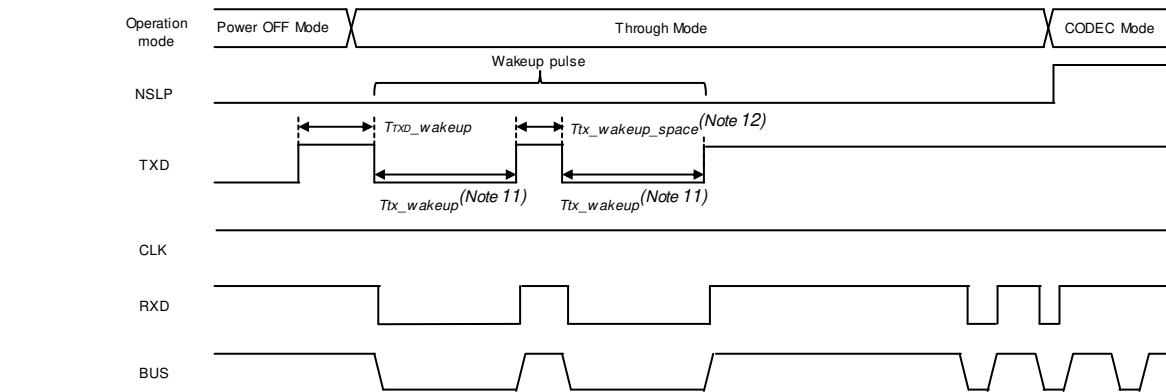 Operation
mode
Power OFF Mode
Through Mode
CODEC Mode
Wakeup pulse
NSLP
TTXD_wakeup
Ttx_wakeup_space(Note 12)
TXD
Ttx_wakeup(Note 11)
Ttx_wakeup(Note 11)
CLK
RXD
BUS